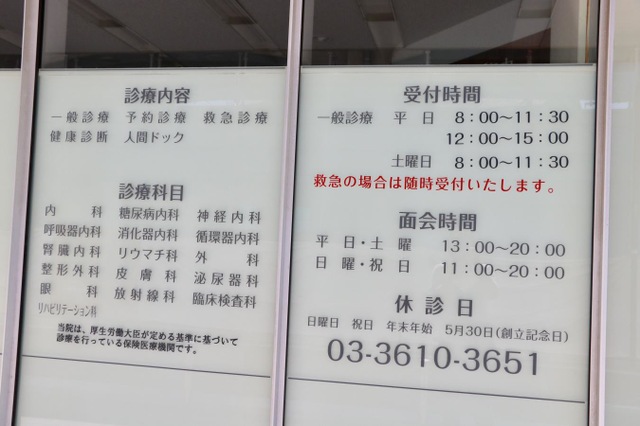 診療内容
一般診療 予約診療 救急診療
健康診断 人間ドック
診療科目
内科 糖尿病内科 神経内科
呼吸器内科 消化器内科 循環器内科
腎臓内科 リウマチ科 外科
整形外科 皮膚科 泌尿器科
眼科 放射線科 臨床検査科
リハビリテーション科
当院は、厚生労働大臣が定める基準に基づいて
診療を行っている保険医療機関です。
受付時間
一般診療 平日 8:00〜11:30
12:00〜15:00
土曜日 8:00〜11:30
救急の場合は随時受付いたします。
面会時間
平日・土曜 13:00〜20:00
日曜・祝日 11:00〜20:00
休診日
日曜日 祝日 年末年始 5月30日(創立記念日)
03-3610-3651